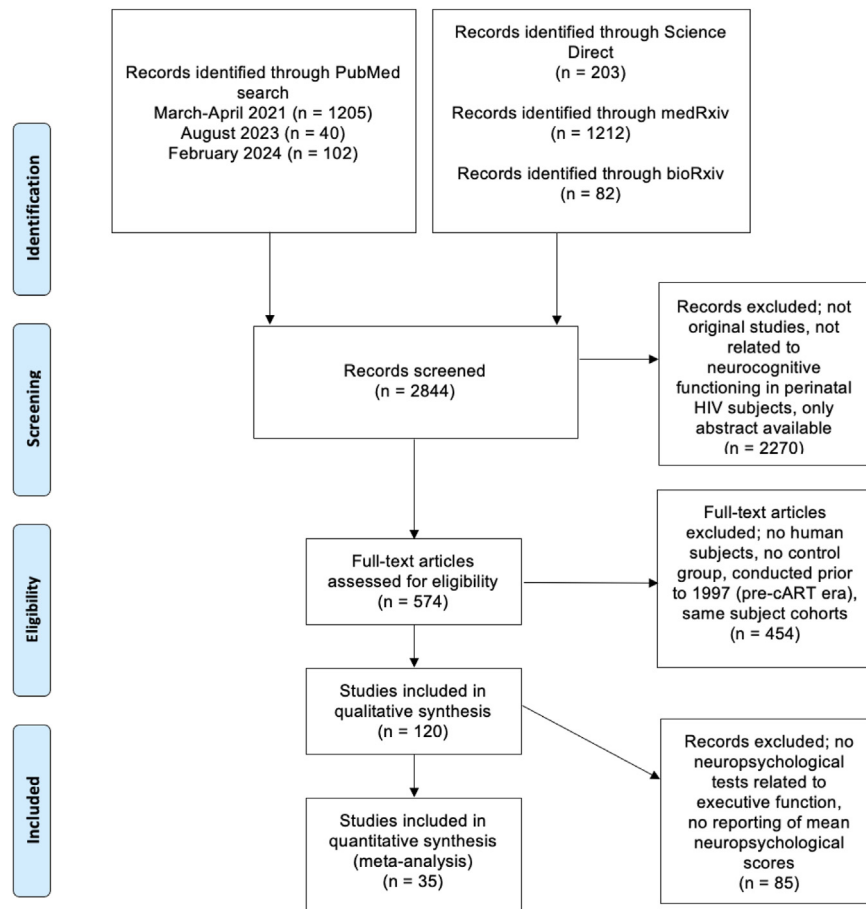 Records identified through PubMed
search
March-April 2021 (n = 1205)
August 2023 (n = 40)
February 2024 (n = 102)
Records identified through Science
Direct
(n = 203)
Records identified through medRxiv
(n = 1212)
Records identified through bioRxiv
(n = 82)
Identification
Records screened
(n = 2844)
Records excluded; not
original studies, not
related to
neurocognitive
functioning in perinatal
HIV subjects, only
abstract available
(n = 2270)
Screening
Full-text articles
assessed for eligibility
(n = 574)
Full-text articles
excluded; no human
subjects, no control
group, conducted prior
to 1997 (pre-cART era),
same subject cohorts
(n = 454)
Eligibility
Studies included in
qualitative synthesis
(n = 120)
Records excluded; no
neuropsychological
tests related to
executive function,
no reporting of mean
neuropsychological
scores
(n = 85)
Included
Studies included in
quantitative synthesis
(meta-analysis)
(n = 35)